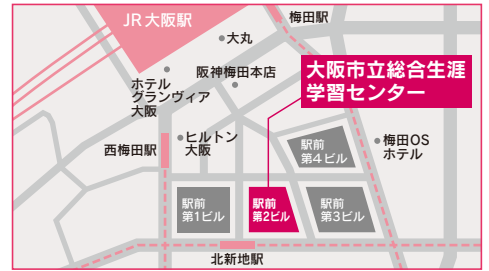 JR大阪駅
梅田駅
大丸
阪神梅田本店
ホテル
グランヴィア
大阪
大阪市立総合生涯
学習センター
西梅田駅
ヒルトン
大阪
駅前
第4ビル
梅田OS
ホテル
駅前
第1ビル
駅前
第2ビル
駅前
第3ビル
北新地駅